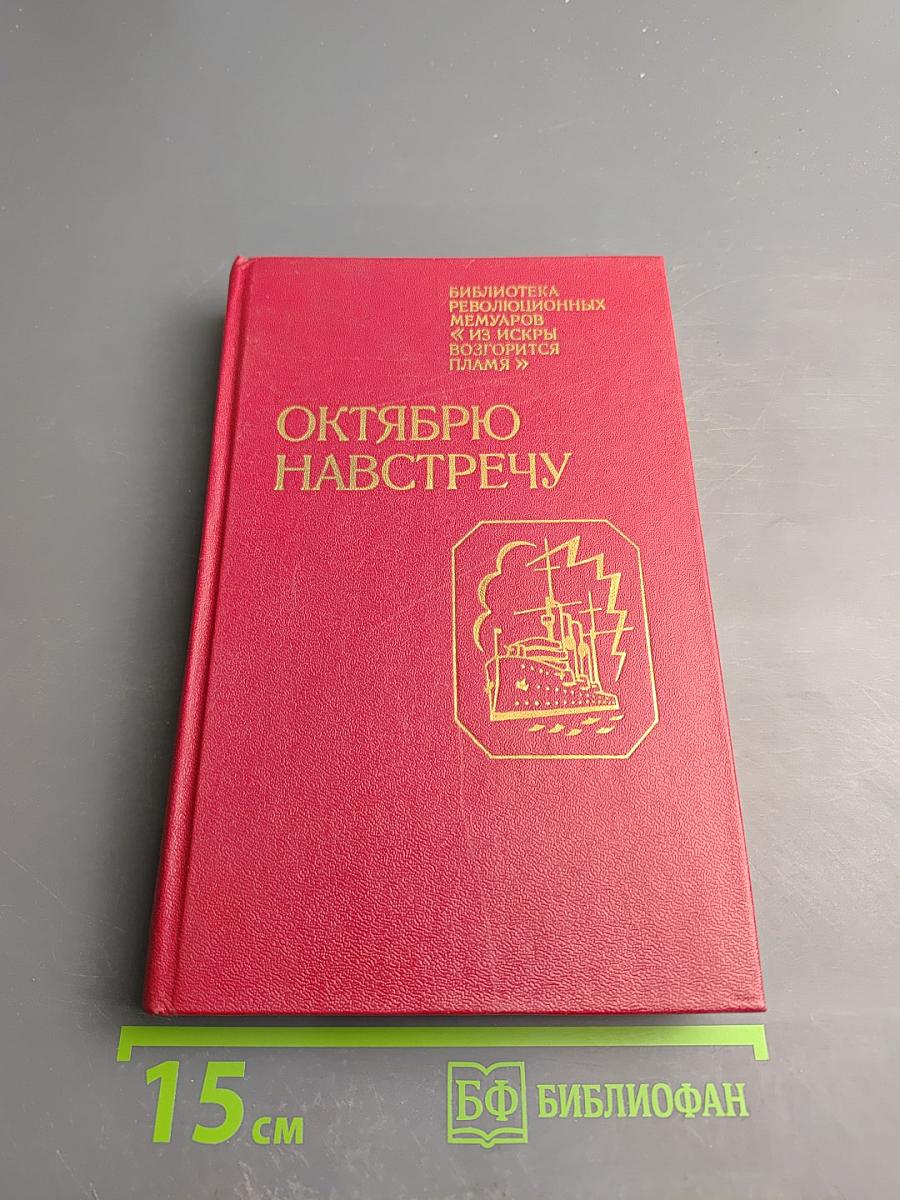 БИБЛИОТЕКА
РЕВОЛЮЦИОННЫХ
МЕМУАРОВ
« ИЗ ИСКРЫ
ВОЗГОРИТСЯ
ПЛАМЯ »
ОКТЯБРЮ
НАВСТРЕЧУ
15 см
БФ БИБЛИОФАН